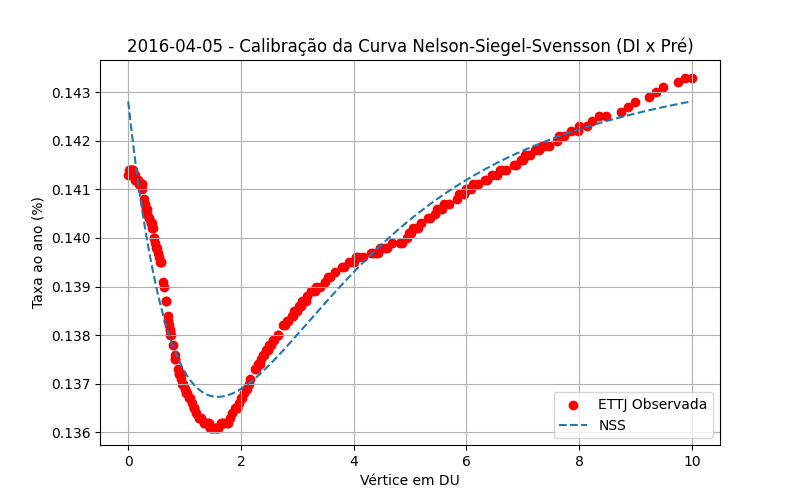 2016-04-05 - Calibração da Curva Nelson-Siegel-Svensson (DI x Pré)
Taxa ao ano (%)
0.143
0.142
0.141
0.140
0.139
0.138
0.137
0.136
ETTJ Observada
NSS
0 2 4 6 8 10
Vértice em DU